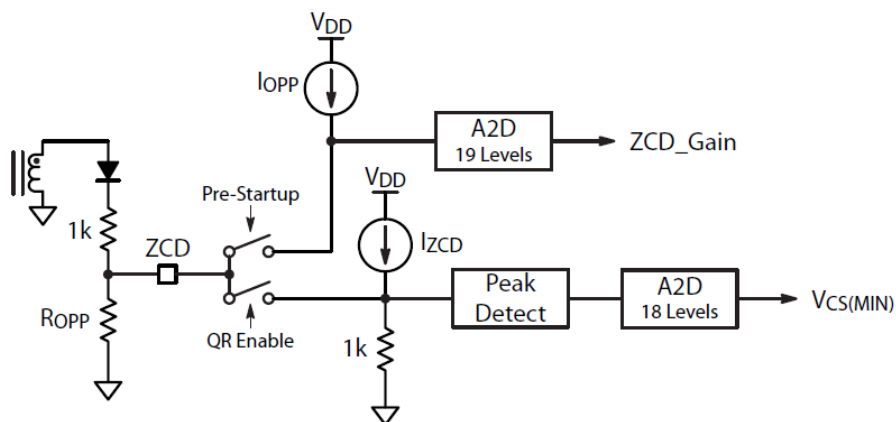 VDD
IOPP
A2D
19 Levels
ZCD_Gain
VDD
Pre-Startup
IZCD
1k
ZCD
Peak
Detect
A2D
18 Levels
VCS(MIN)
ROPP
QR Enable
1k